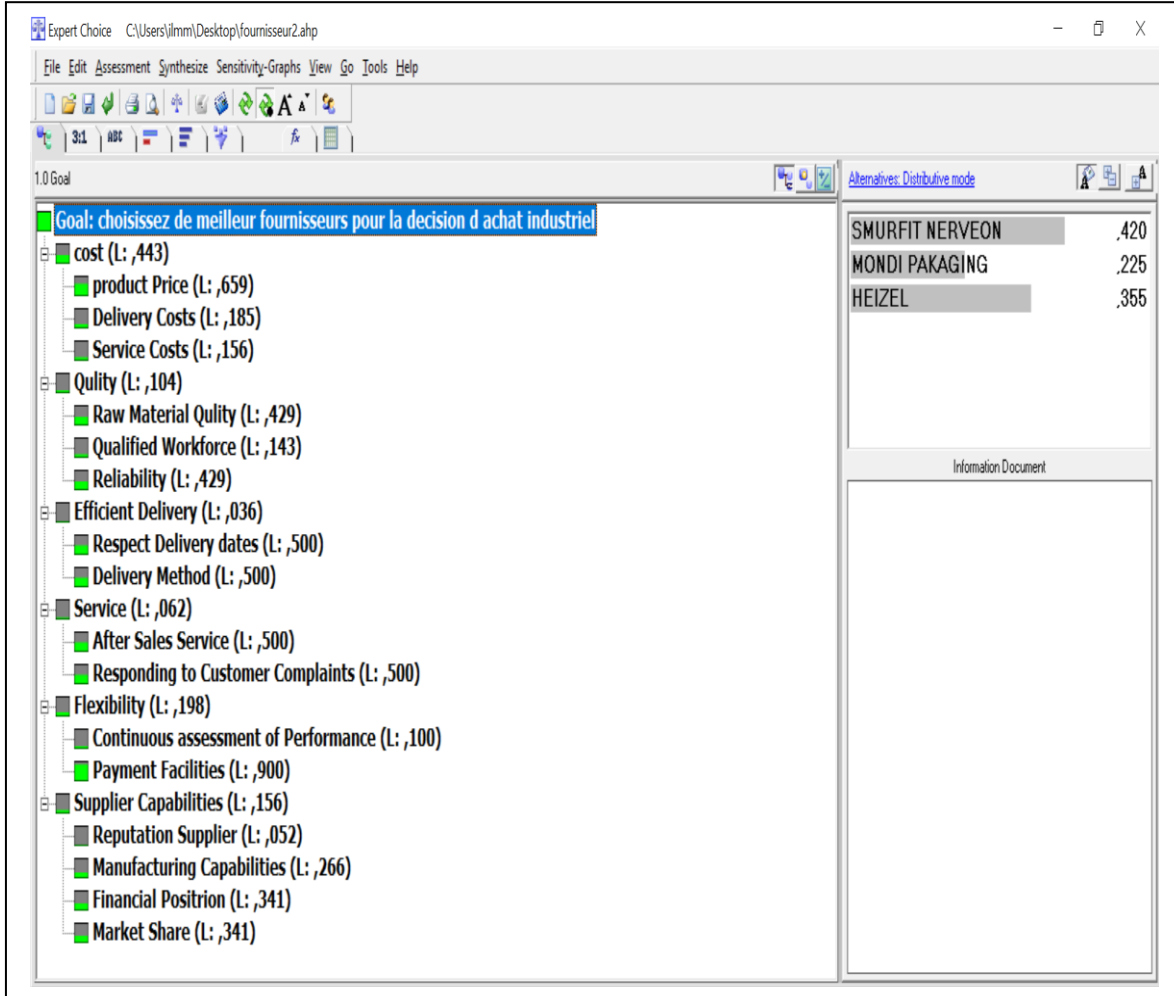 Expert Choice C:\Users\ilmm\Desktop\fournisseur2.ahp
File Edit Assessment Synthesize Sensitivity-Graphs View Go Tools Help
3:1 ABC fx
1.0 Goal
Alternatives: Distributive mode
Goal: choisissez de meilleur fournisseurs pour la decision d achat industriel
cost (L: ,443)
product Price (L: ,659)
Delivery Costs (L: ,185)
Service Costs (L: ,156)
Qulity (L: ,104)
Raw Material Qulity (L: ,429)
Qualified Workforce (L: ,143)
Reliability (L: ,429)
Efficient Delivery (L: ,036)
Respect Delivery dates (L: ,500)
Delivery Method (L: ,500)
Service (L: ,062)
After Sales Service (L: ,500)
Responding to Customer Complaints (L: ,500)
Flexibility (L: ,198)
Continuous assessment of Performance (L: ,100)
Payment Facilities (L: ,900)
Supplier Capabilities (L: ,156)
Reputation Supplier (L: ,052)
Manufacturing Capabilities (L: ,266)
Financial Positrion (L: ,341)
Market Share (L: ,341)
SMURFIT NERVEON ,420
MONDI PAKAGING ,225
HEIZEL ,355
Information Document